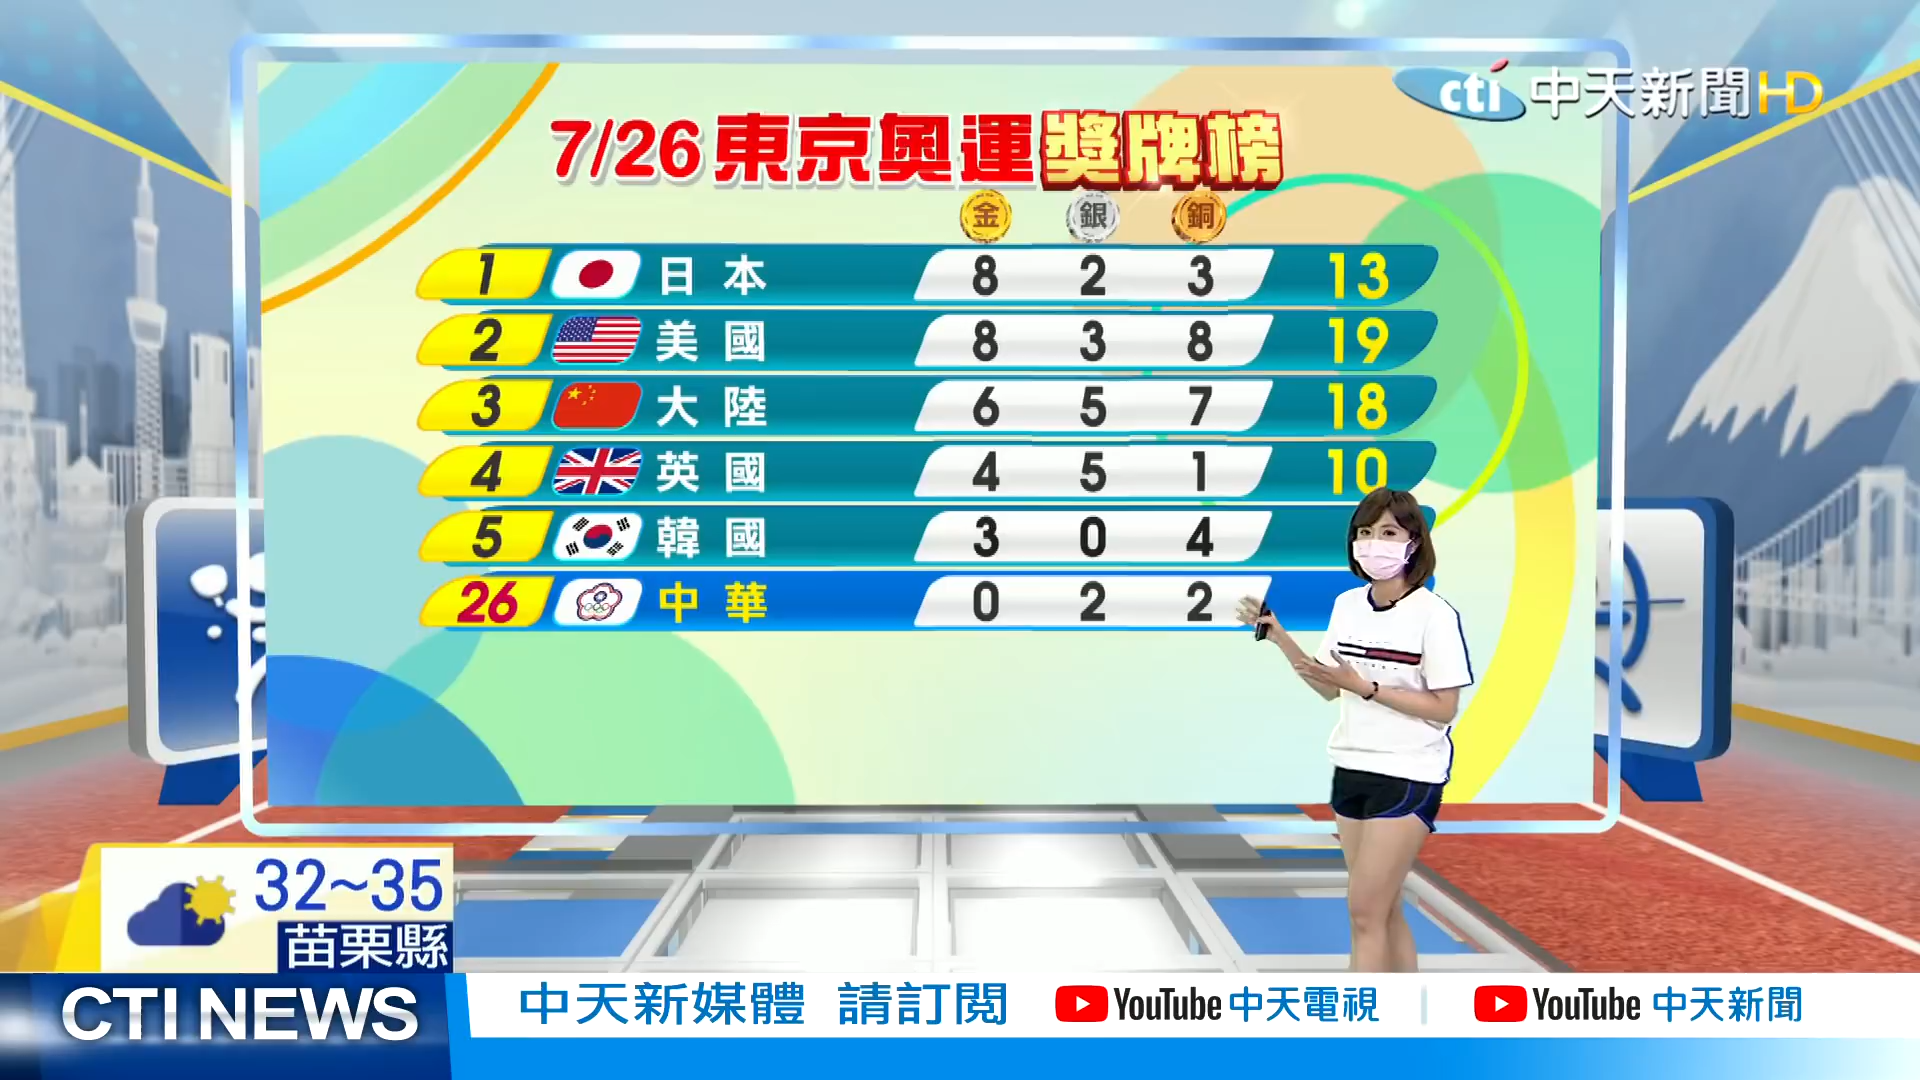 cti 中天新聞HD
7/26東京奧運獎牌榜
金 銀 銅
1 日本 8 2 3 13
2 美國 8 3 8 19
3 大陸 6 5 7 18
4 英國 4 5 1 10
5 韓國 3 0 4
26 中華 0 2 2
32~35
苗栗縣
CTI NEWS 中天新媒體 請訂閱 YouTube 中天電視 YouTube 中天新聞